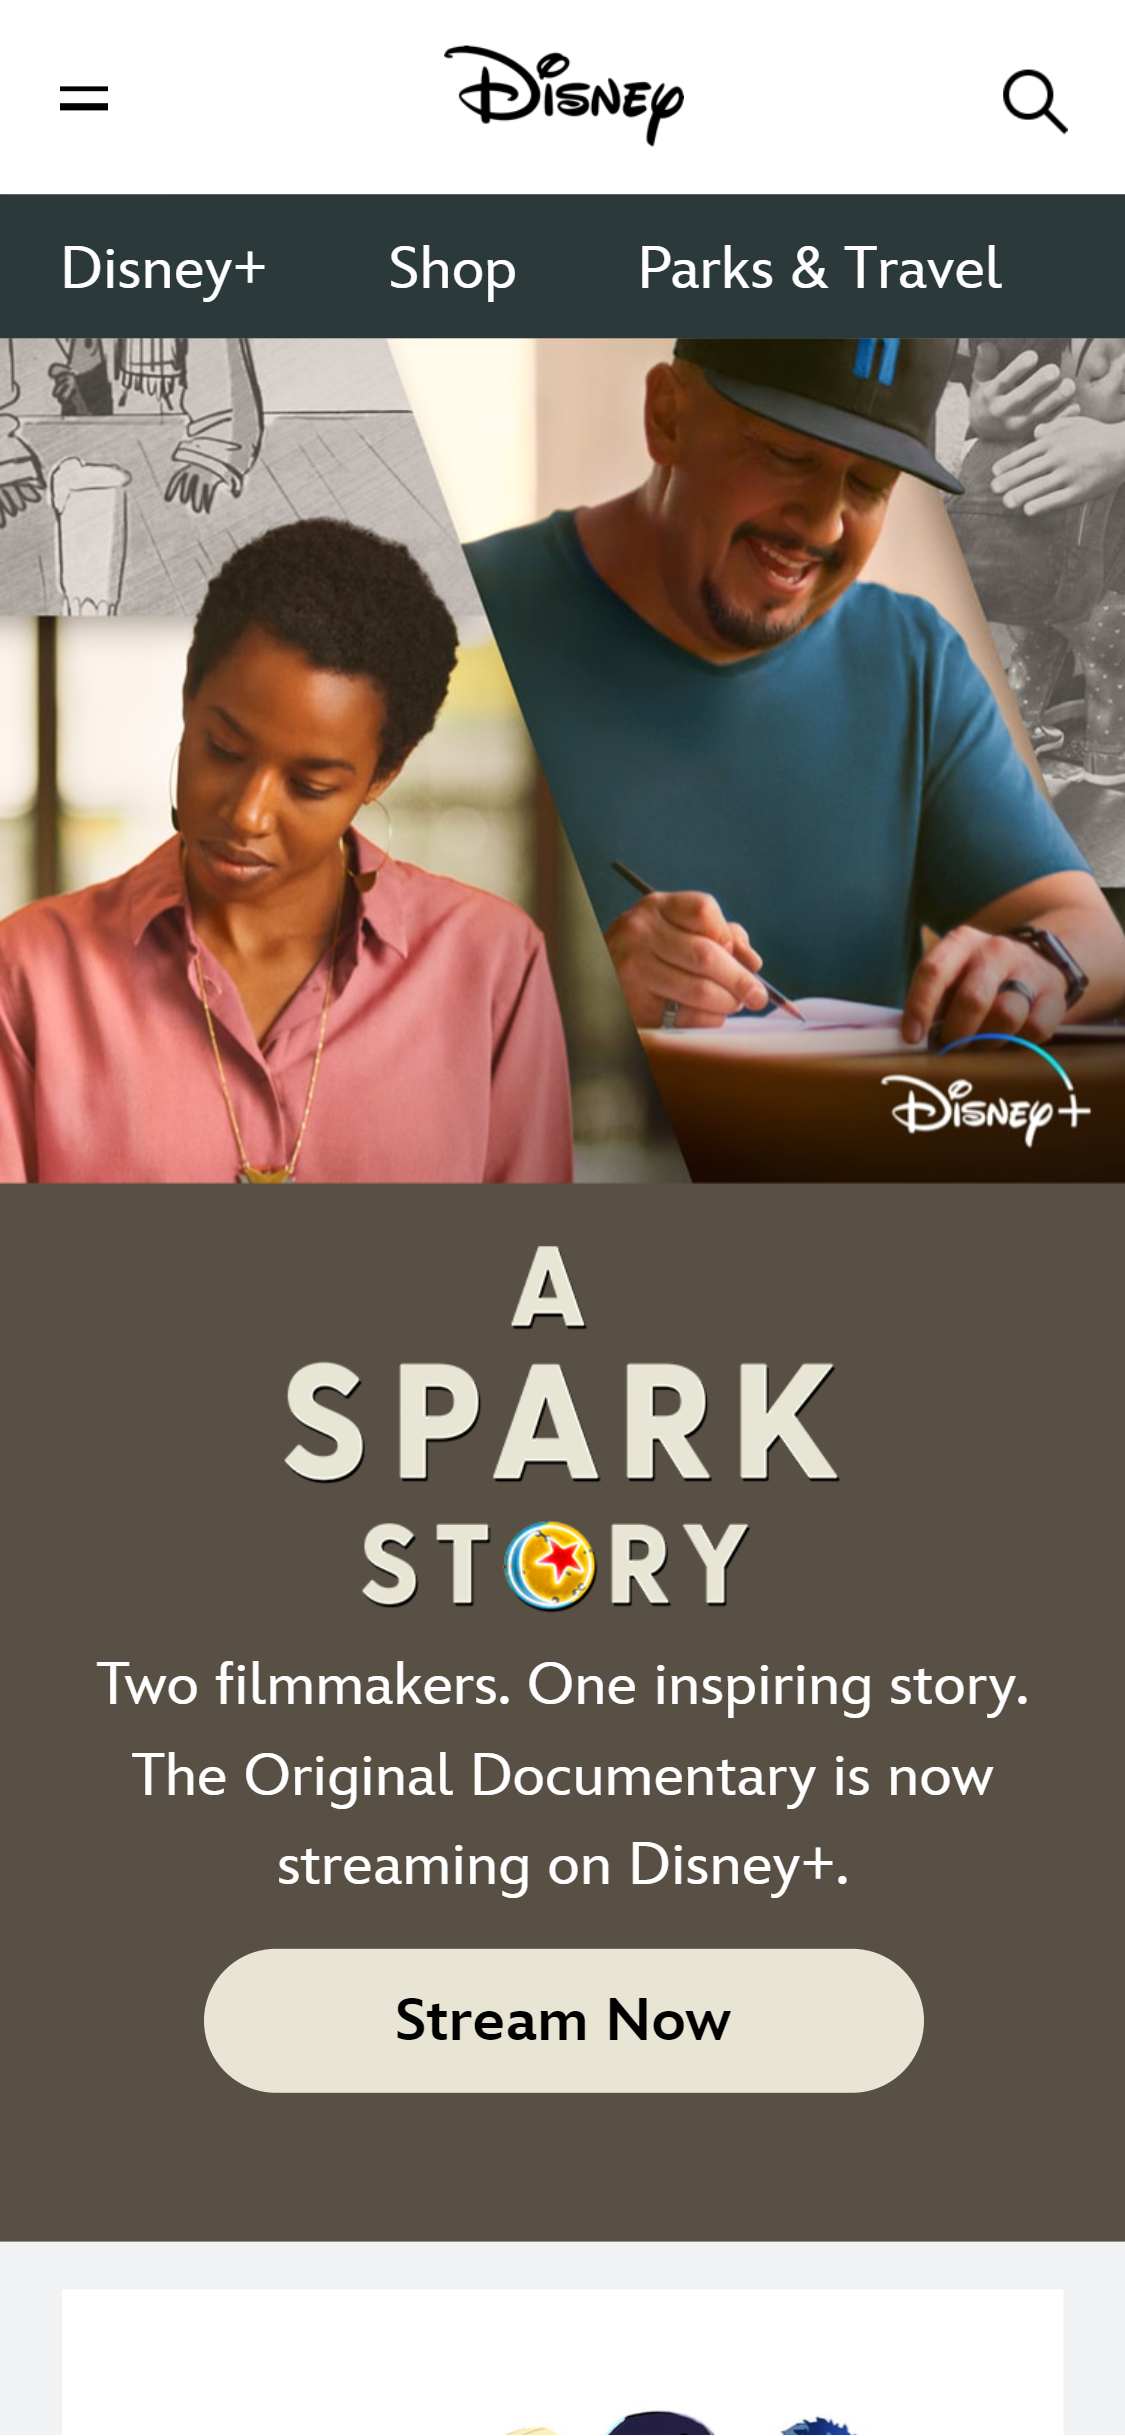 Disney
Disney+
Shop
Parks & Travel
Disney+
A
SPARK
STORY
Two filmmakers. One inspiring story.
The Original Documentary is now
streaming on Disney+.
Stream Now